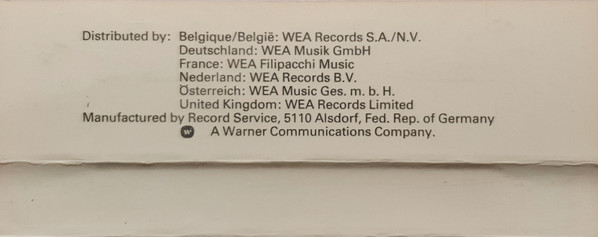 Distributed by: Belgique/België: WEA Records S.A./N.V.
Deutschland: WEA Musik GmbH
France: WEA Filipacchi Music
Nederland: WEA Records B.V.
Österreich: WEA Music Ges. m. b. H.
United Kingdom: WEA Records Limited
Manufactured by Record Service, 5110 Alsdorf, Fed. Rep. of Germany
w A Warner Communications Company.